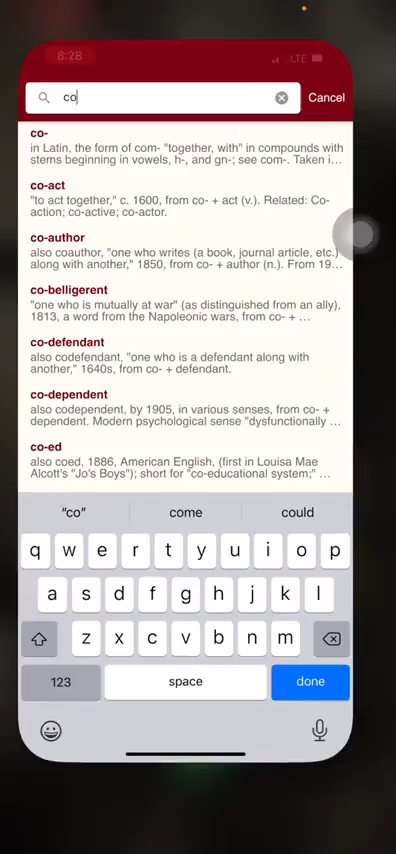 8:28
LTE
co
Cancel
co-
in Latin, the form of com- "together, with" in compounds with
stems beginning in vowels, h-, and gn-; see com-. Taken i…
co-act
"to act together," c. 1600, from co- + act (v.). Related: Co-
action; co-active; co-actor.
co-author
also coauthor, "one who writes (a book, journal article, etc.)
along with another," 1850, from co- + author (n.). From 19…
co-belligerent
"one who is mutually at war" (as distinguished from an ally),
1813, a word from the Napoleonic wars, from co- + …
co-defendant
also codefendant, "one who is a defendant along with
another," 1640s, from co- + defendant.
co-dependent
also codependent, by 1905, in various senses, from co- +
dependent. Modern psychological sense "dysfunctionally …
co-ed
also coed, 1886, American English, (first in Louisa Mae
Alcott's "Jo's Boys"); short for "co-educational system;" …
“co” come could
q w e r t y u i o p
a s d f g h j k l
z x c v b n m
123 space done